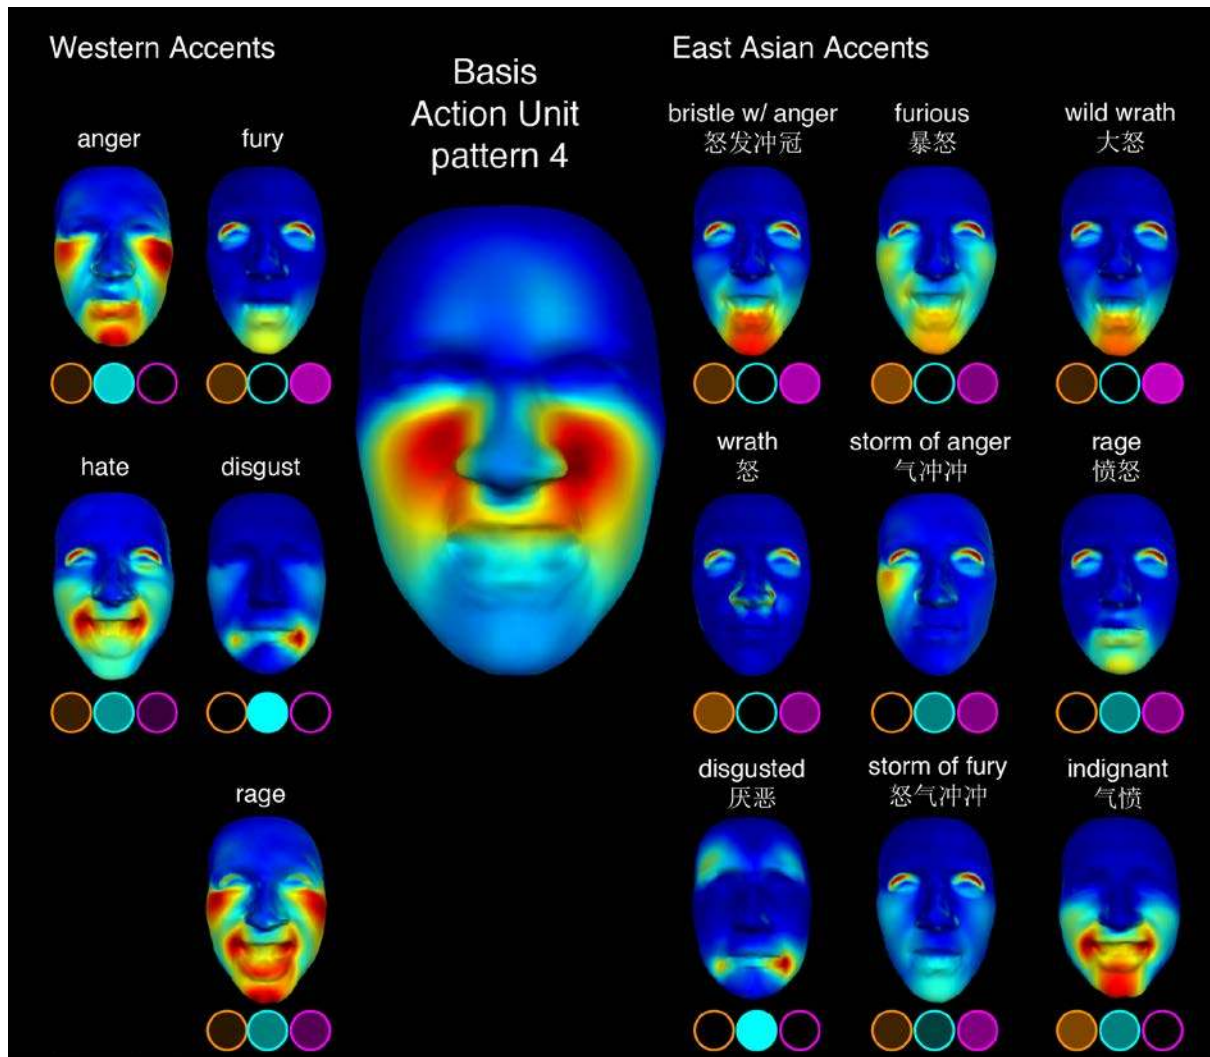 Western Accents
Basis
Action Unit
pattern 4
East Asian Accents
anger
fury
bristle w/ anger
怒发冲冠
furious
暴怒
wild wrath
大怒
hate
disgust
wrath
怒
storm of anger
气冲冲
rage
愤怒
rage
disgusted
厌恶
storm of fury
怒气冲冲
indignant
气愤